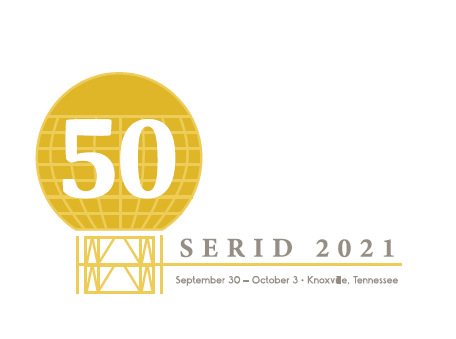 50
SERID 2021
September 30 – October 3 • Knoxville, Tennessee